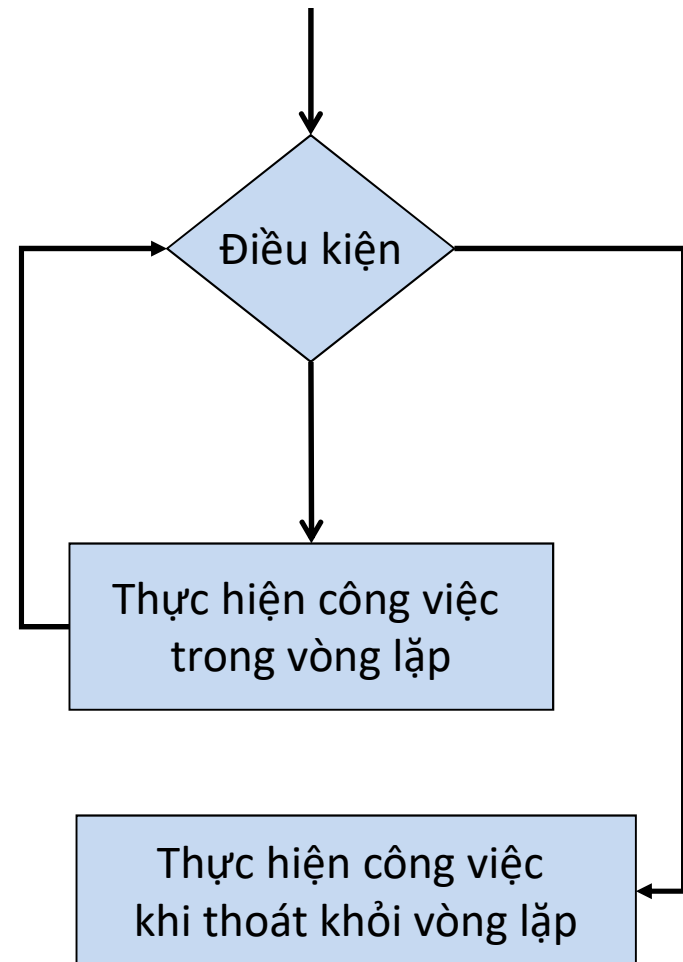 Điều kiện
Thực hiện công việc
trong vòng lặp
Thực hiện công việc
khi thoát khỏi vòng lặp